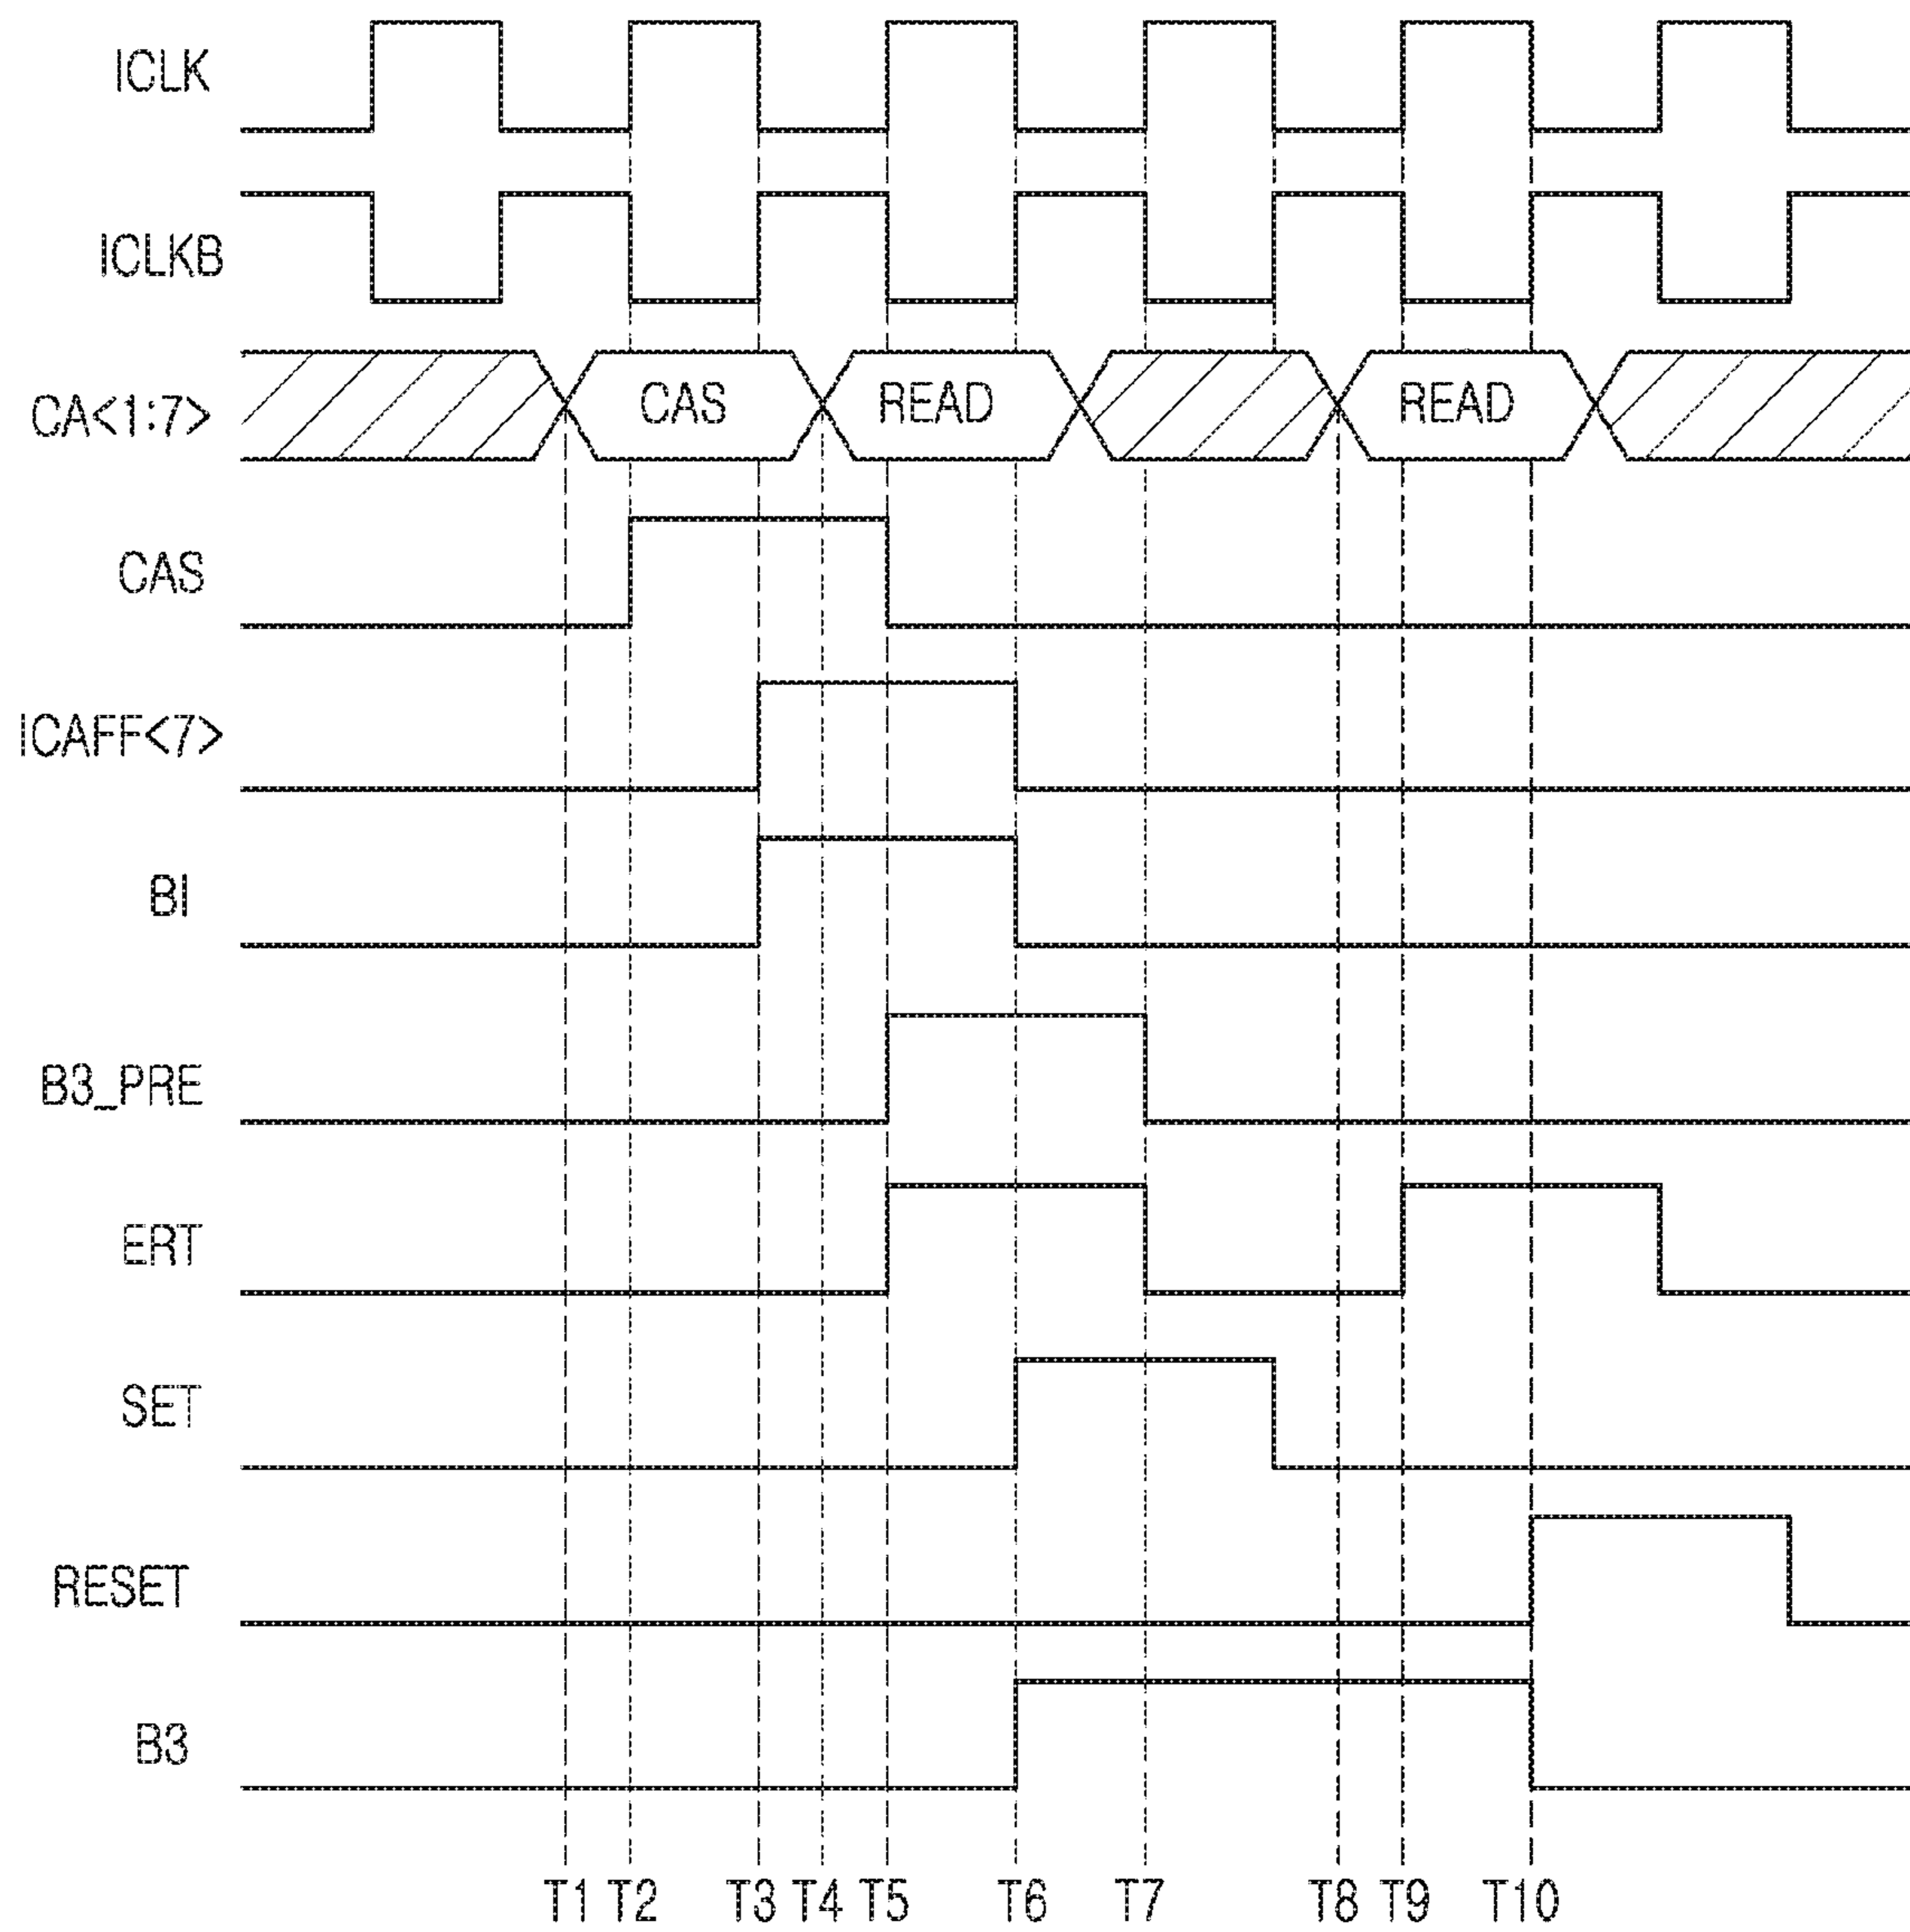 ICLK
ICLKB
CA<1:7> CAS READ READ
CAS
ICAFF<7>
BI
B3_PRE
ERT
SET
RESET
B3
T1 T2 T3 T4 T5 T6 T7 T8 T9 T10